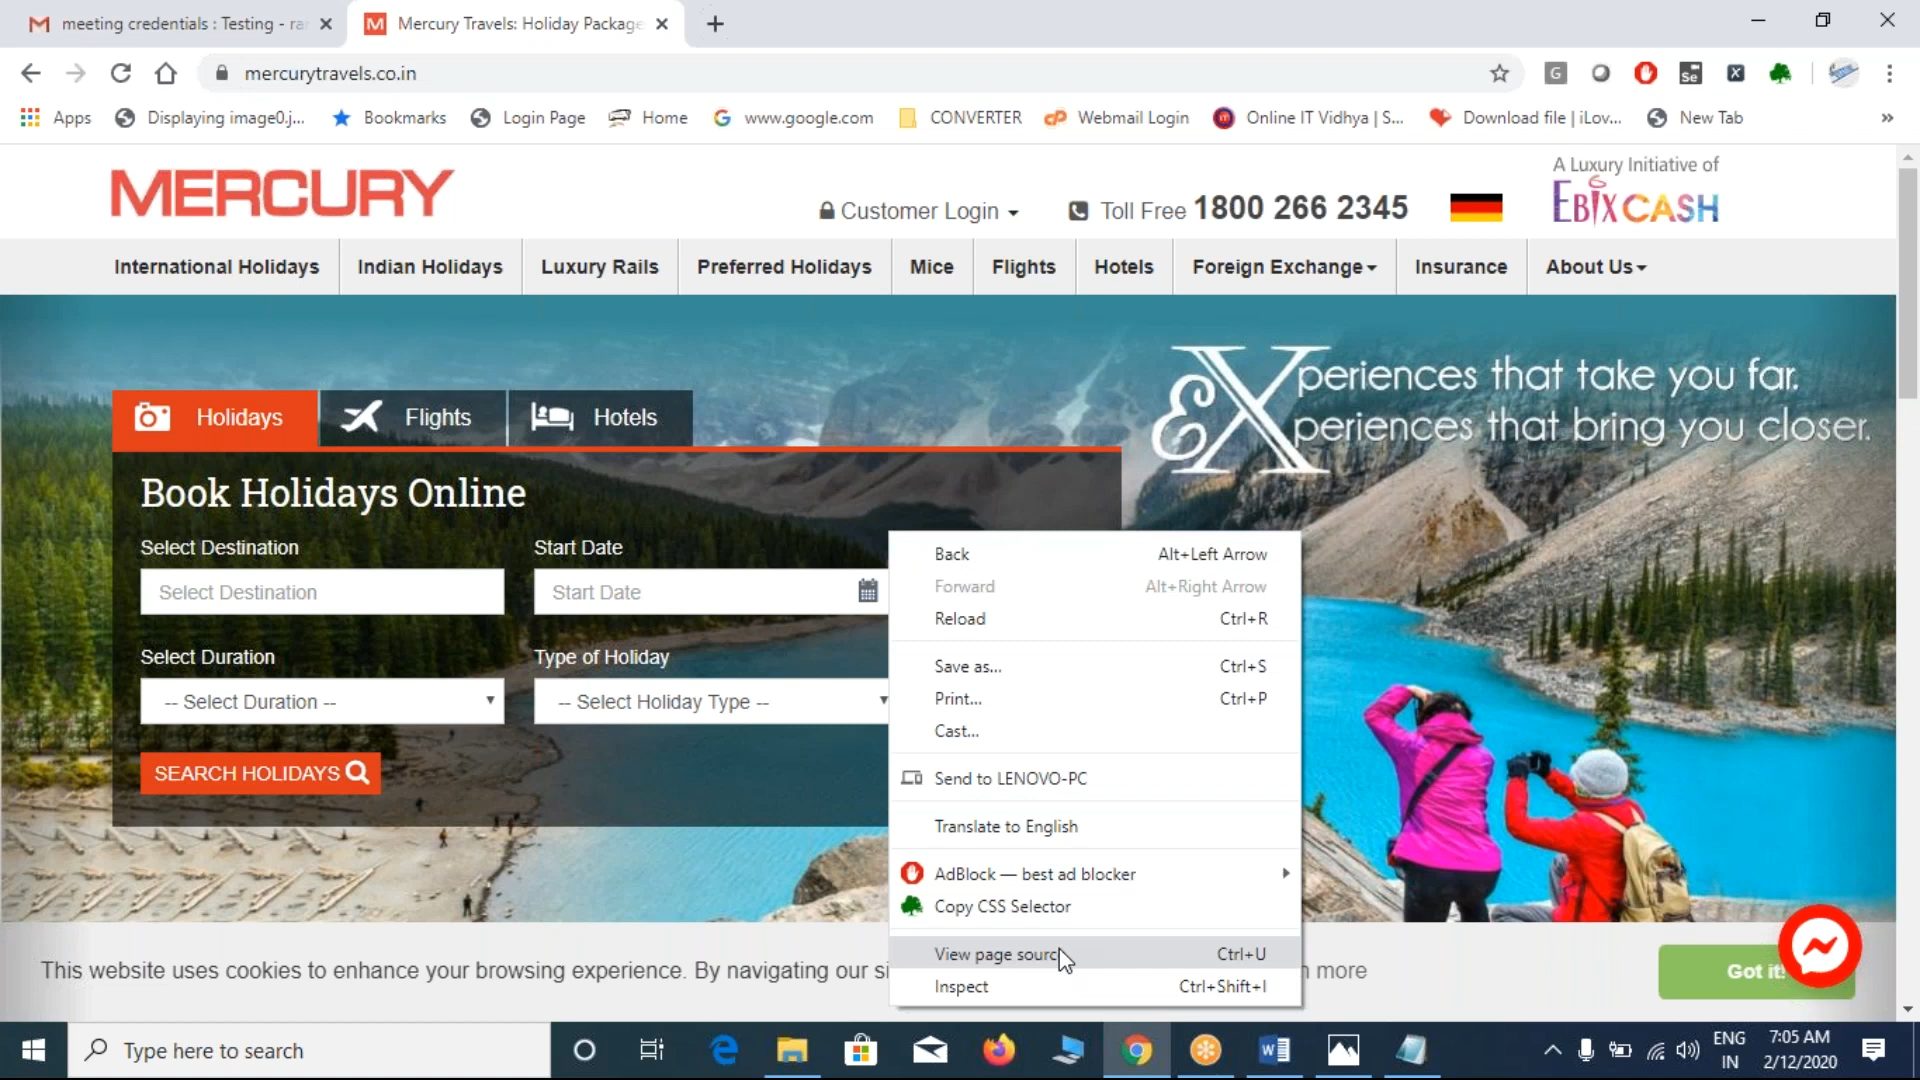 meeting credentials : Testing - ra
Mercury Travels: Holiday Package
mercurytravels.co.in
Apps
Displaying image0.j...
Bookmarks
Login Page
Home
www.google.com
CONVERTER
Webmail Login
Online IT Vidhya | S...
Download file | iLov...
New Tab
»
MERCURY
Customer Login
Toll Free 1800 266 2345
A Luxury Initiative of
EBIXCASH
International Holidays
Indian Holidays
Luxury Rails
Preferred Holidays
Mice
Flights
Hotels
Foreign Exchange
Insurance
About Us
eXperiences that take you far.
eXperiences that bring you closer.
Holidays
Flights
Hotels
Book Holidays Online
Select Destination
Start Date
Select Destination
Start Date
Select Duration
Type of Holiday
-- Select Duration --
-- Select Holiday Type --
SEARCH HOLIDAYS
Back Alt+Left Arrow
Forward Alt+Right Arrow
Reload Ctrl+R
Save as... Ctrl+S
Print... Ctrl+P
Cast...
Send to LENOVO-PC
Translate to English
AdBlock — best ad blocker
Copy CSS Selector
View page sourc Ctrl+U
Inspect Ctrl+Shift+I
This website uses cookies to enhance your browsing experience. By navigating our si
more
Got it!
Type here to search
ENG
IN
7:05 AM
2/12/2020